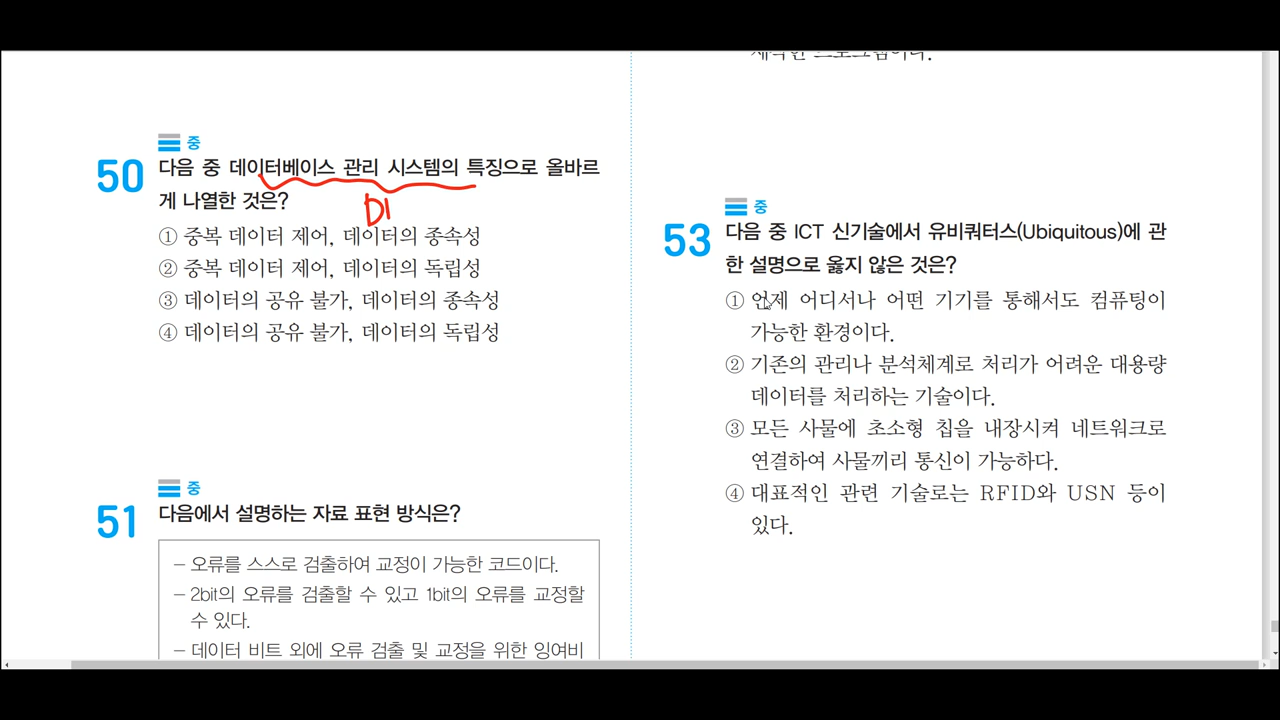 중
50
다음 중 데이터베이스 관리 시스템의 특징으로 올바르
게 나열한 것은?
DI
① 중복 데이터 제어, 데이터의 종속성
② 중복 데이터 제어, 데이터의 독립성
③ 데이터의 공유 불가, 데이터의 종속성
④ 데이터의 공유 불가, 데이터의 독립성
중
51
다음에서 설명하는 자료 표현 방식은?
– 오류를 스스로 검출하여 교정이 가능한 코드이다.
– 2bit의 오류를 검출할 수 있고 1bit의 오류를 교정할
수 있다.
– 데이터 비트 외에 오류 검출 및 교정을 위한 잉여비
중
53
다음 중 ICT 신기술에서 유비쿼터스(Ubiquitous)에 관
한 설명으로 옳지 않은 것은?
① 언제 어디서나 어떤 기기를 통해서도 컴퓨팅이
가능한 환경이다.
② 기존의 관리나 분석체계로 처리가 어려운 대용량
데이터를 처리하는 기술이다.
③ 모든 사물에 초소형 칩을 내장시켜 네트워크로
연결하여 사물끼리 통신이 가능하다.
④ 대표적인 관련 기술로는 RFID와 USN 등이
있다.